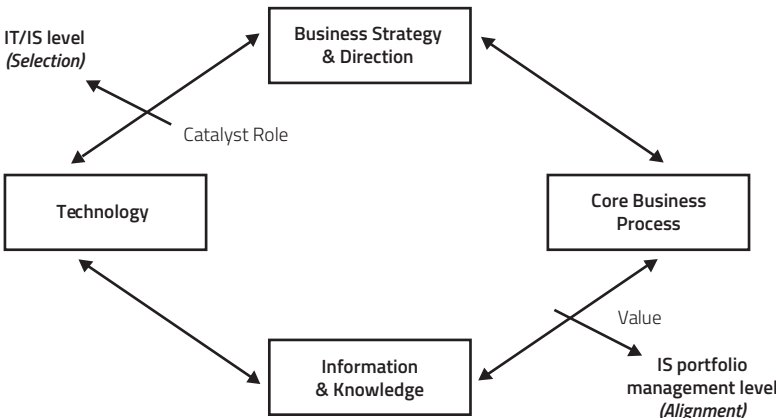 IT/IS level
(Selection)
Business Strategy
& Direction
Catalyst Role
Technology
Core Business
Process
Value
Information
& Knowledge
IS portfolio
management level
(Alignment)